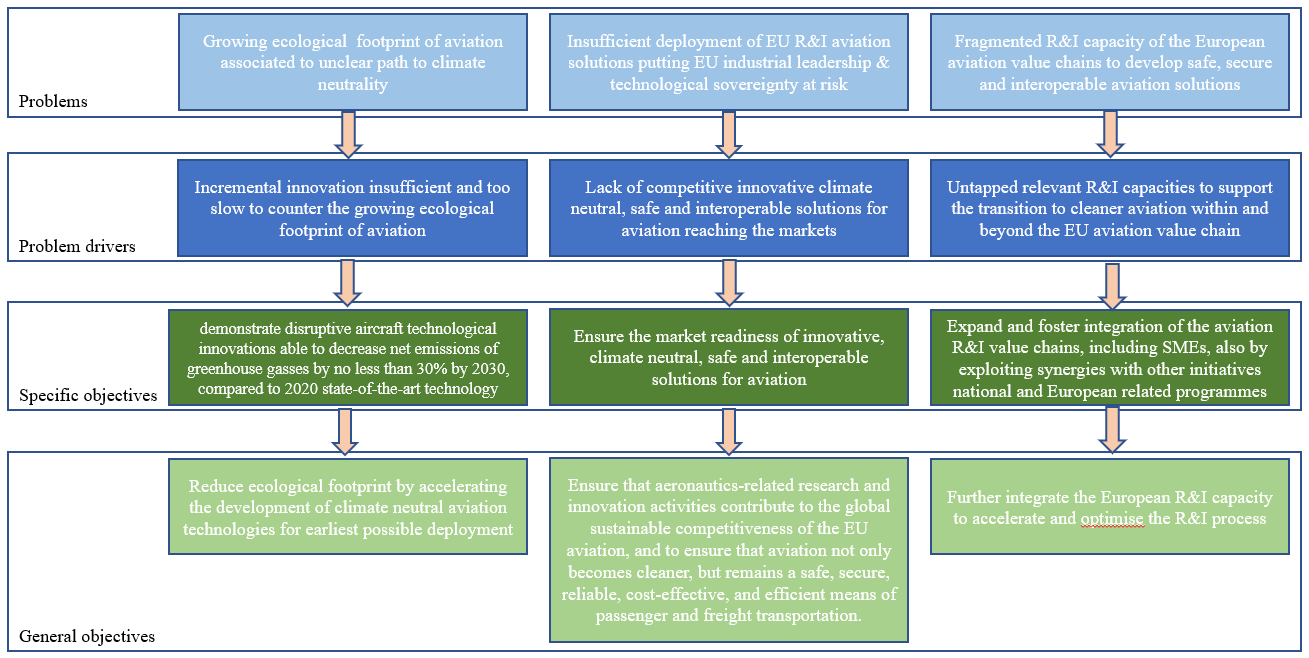 Problems
Growing ecological footprint of aviation
associated to unclear path to climate
neutrality
Insufficient deployment of EU R&I aviation
solutions putting EU industrial leadership &
technological sovereignty at risk
Fragmented R&I capacity of the European
aviation value chains to develop safe, secure
and interoperable aviation solutions
Problem drivers
Incremental innovation insufficient and too
slow to counter the growing ecological
footprint of aviation
Lack of competitive innovative climate
neutral, safe and interoperable solutions for
aviation reaching the markets
Untapped relevant R&I capacities to support
the transition to cleaner aviation within and
beyond the EU aviation value chain
Specific objectives
demonstrate disruptive aircraft technological
innovations able to decrease net emissions of
greenhouse gasses by no less than 30% by 2030,
compared to 2020 state-of-the-art technology
Ensure the market readiness of innovative,
climate neutral, safe and interoperable
solutions for aviation
Expand and foster integration of the aviation
R&I value chains, including SMEs, also by
exploiting synergies with other initiatives
national and European related programmes
General objectives
Reduce ecological footprint by accelerating
the development of climate neutral aviation
technologies for earliest possible deployment
Ensure that aeronautics-related research and
innovation activities contribute to the global
sustainable competitiveness of the EU
aviation, and to ensure that aviation not only
becomes cleaner, but remains a safe, secure,
reliable, cost-effective, and efficient means of
passenger and freight transportation.
Further integrate the European R&I capacity
to accelerate and optimise the R&I process